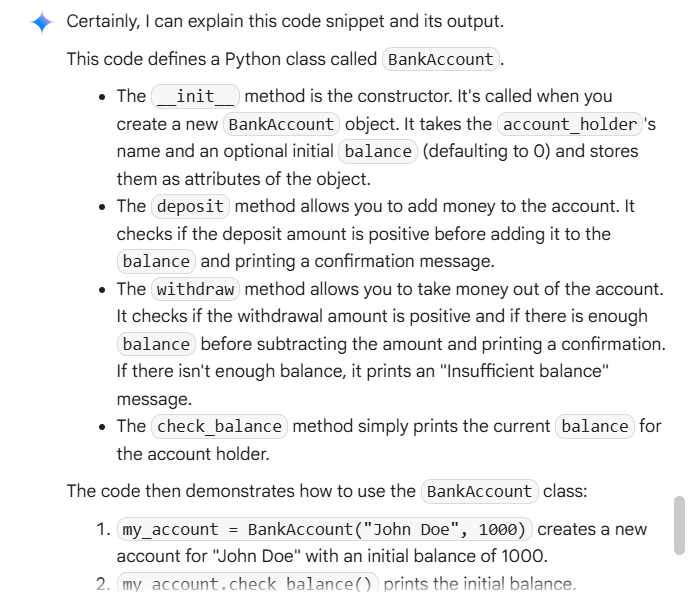 Certainly, I can explain this code snippet and its output.
This code defines a Python class called BankAccount.
• The __init__ method is the constructor. It's called when you
create a new BankAccount object. It takes the account_holder's
name and an optional initial balance (defaulting to 0) and stores
them as attributes of the object.
• The deposit method allows you to add money to the account. It
checks if the deposit amount is positive before adding it to the
balance and printing a confirmation message.
• The withdraw method allows you to take money out of the account.
It checks if the withdrawal amount is positive and if there is enough
balance before subtracting the amount and printing a confirmation.
If there isn't enough balance, it prints an "Insufficient balance"
message.
• The check_balance method simply prints the current balance for
the account holder.
The code then demonstrates how to use the BankAccount class:
1. my_account = BankAccount("John Doe", 1000) creates a new
account for "John Doe" with an initial balance of 1000.
2. my_account.check_balance() prints the initial balance.